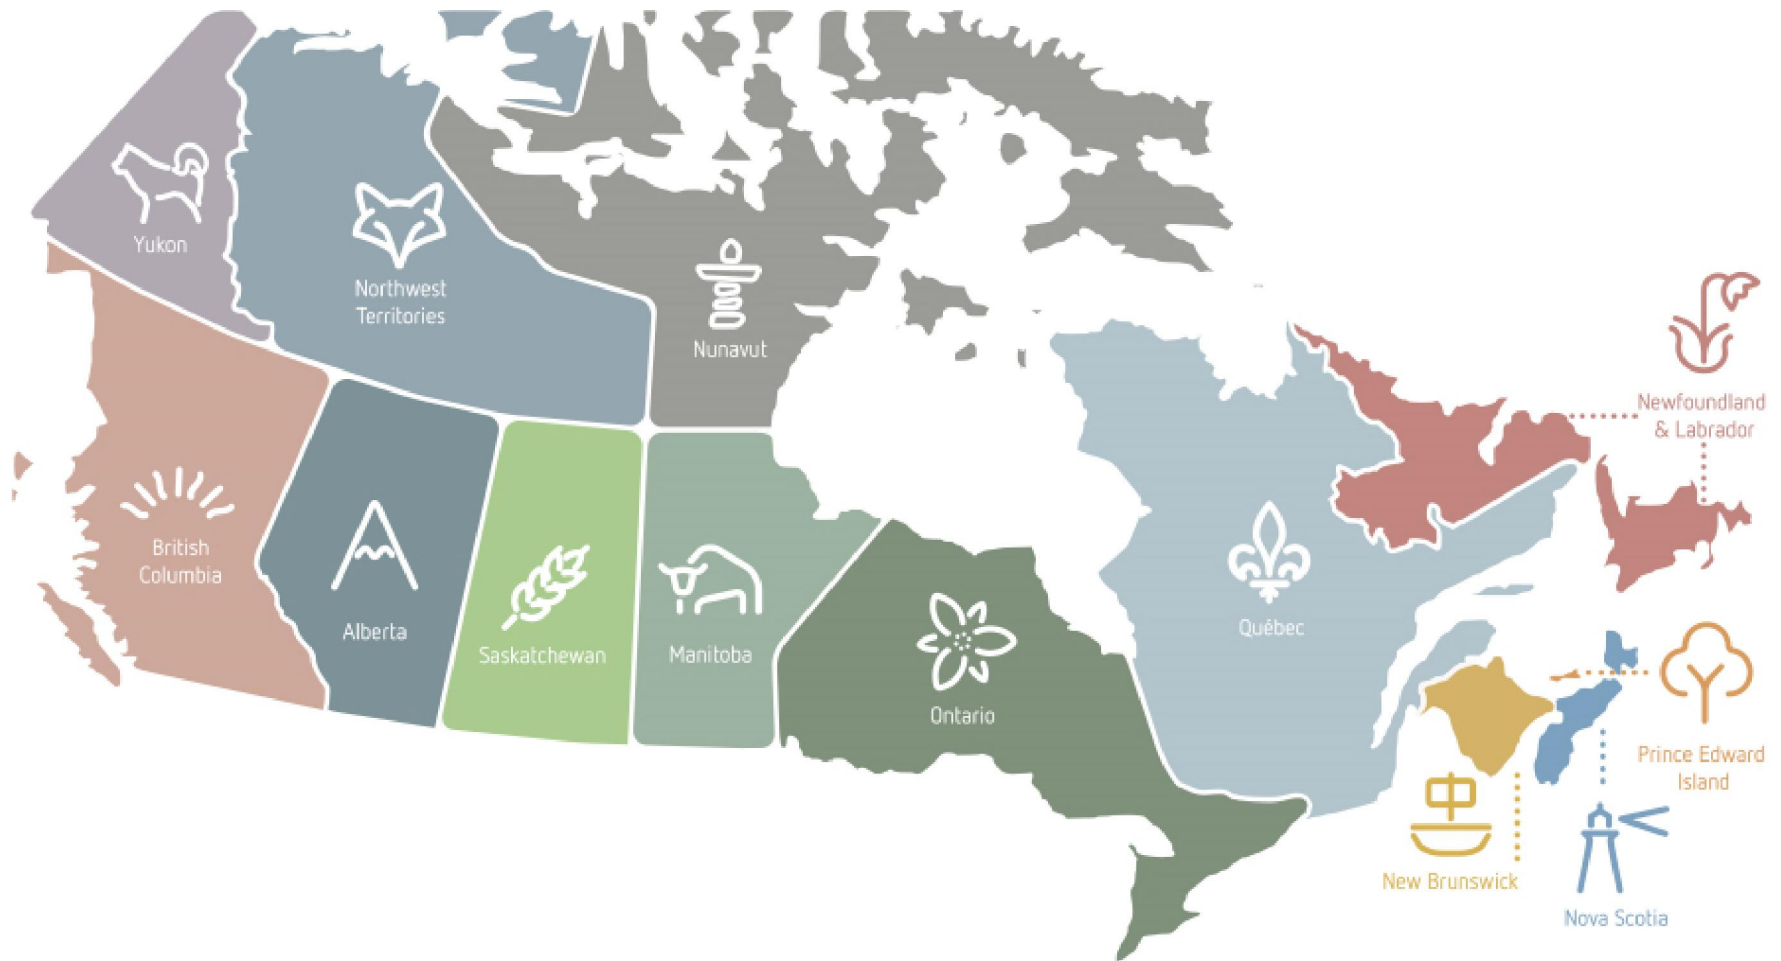 Yukon
Northwest
Territories
Nunavut
Newfoundland
& Labrador
British
Columbia
Alberta
Saskatchewan
Manitoba
Ontario
Québec
Prince Edward
Island
New Brunswick
Nova Scotia